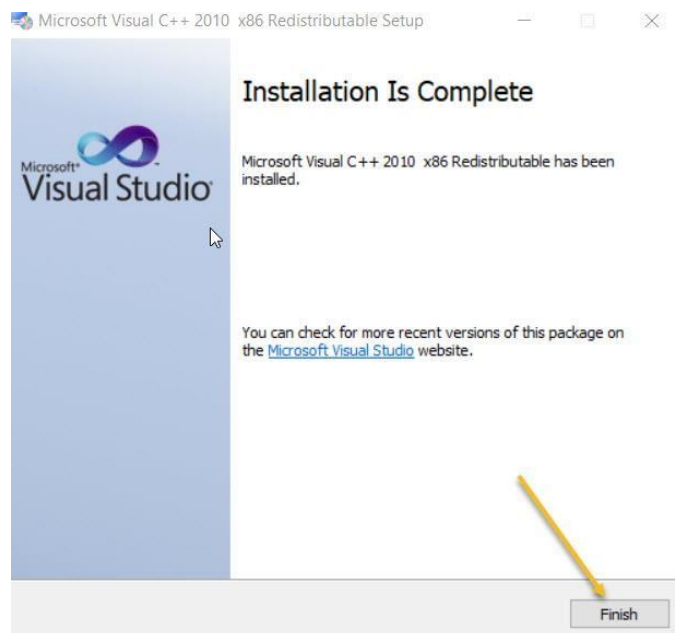 Microsoft Visual C++ 2010 x86 Redistributable Setup
Installation Is Complete
Microsoft®
Visual Studio®
Microsoft Visual C++ 2010 x86 Redistributable has been
installed.
You can check for more recent versions of this package on
the Microsoft Visual Studio website.
Finish